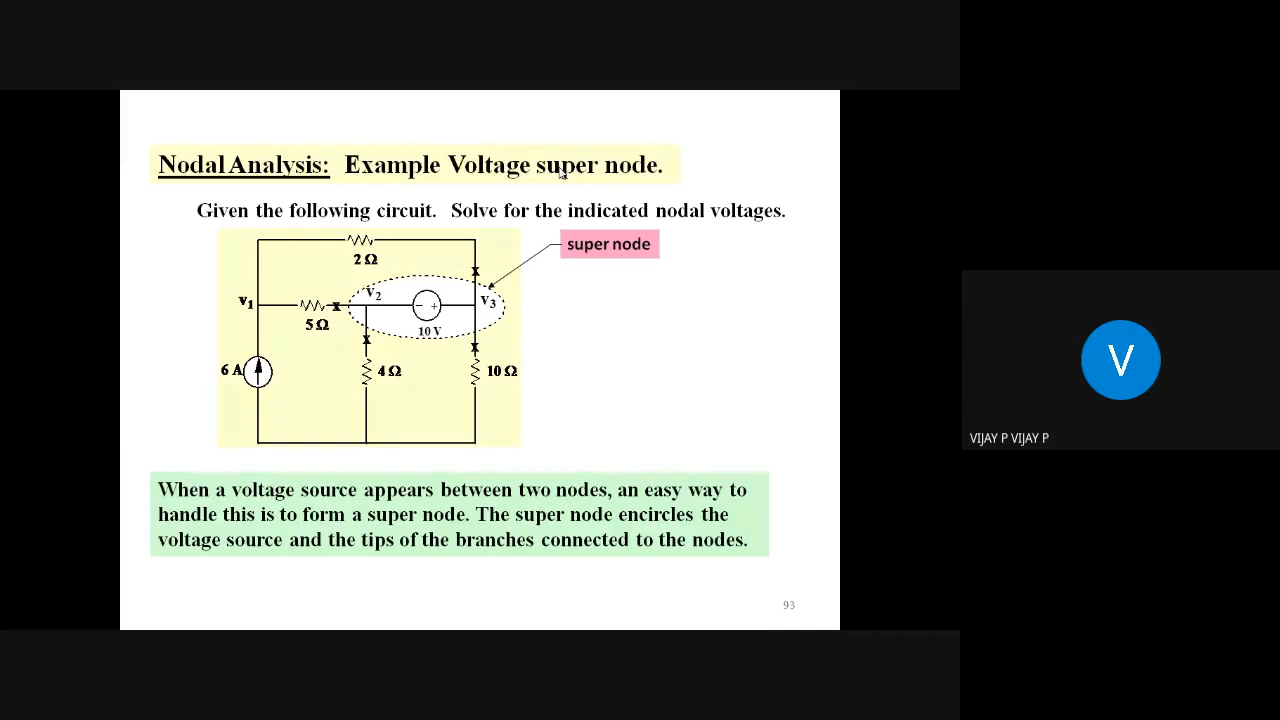 Nodal Analysis: Example Voltage super node.
Given the following circuit. Solve for the indicated nodal voltages.
super node
2 Ω
v₁
5 Ω
x
x
V₂
− +
10 V
v₃
x
x
6 A
4 Ω
10 Ω
When a voltage source appears between two nodes, an easy way to
handle this is to form a super node. The super node encircles the
voltage source and the tips of the branches connected to the nodes.
93
V
VIJAY P VIJAY P